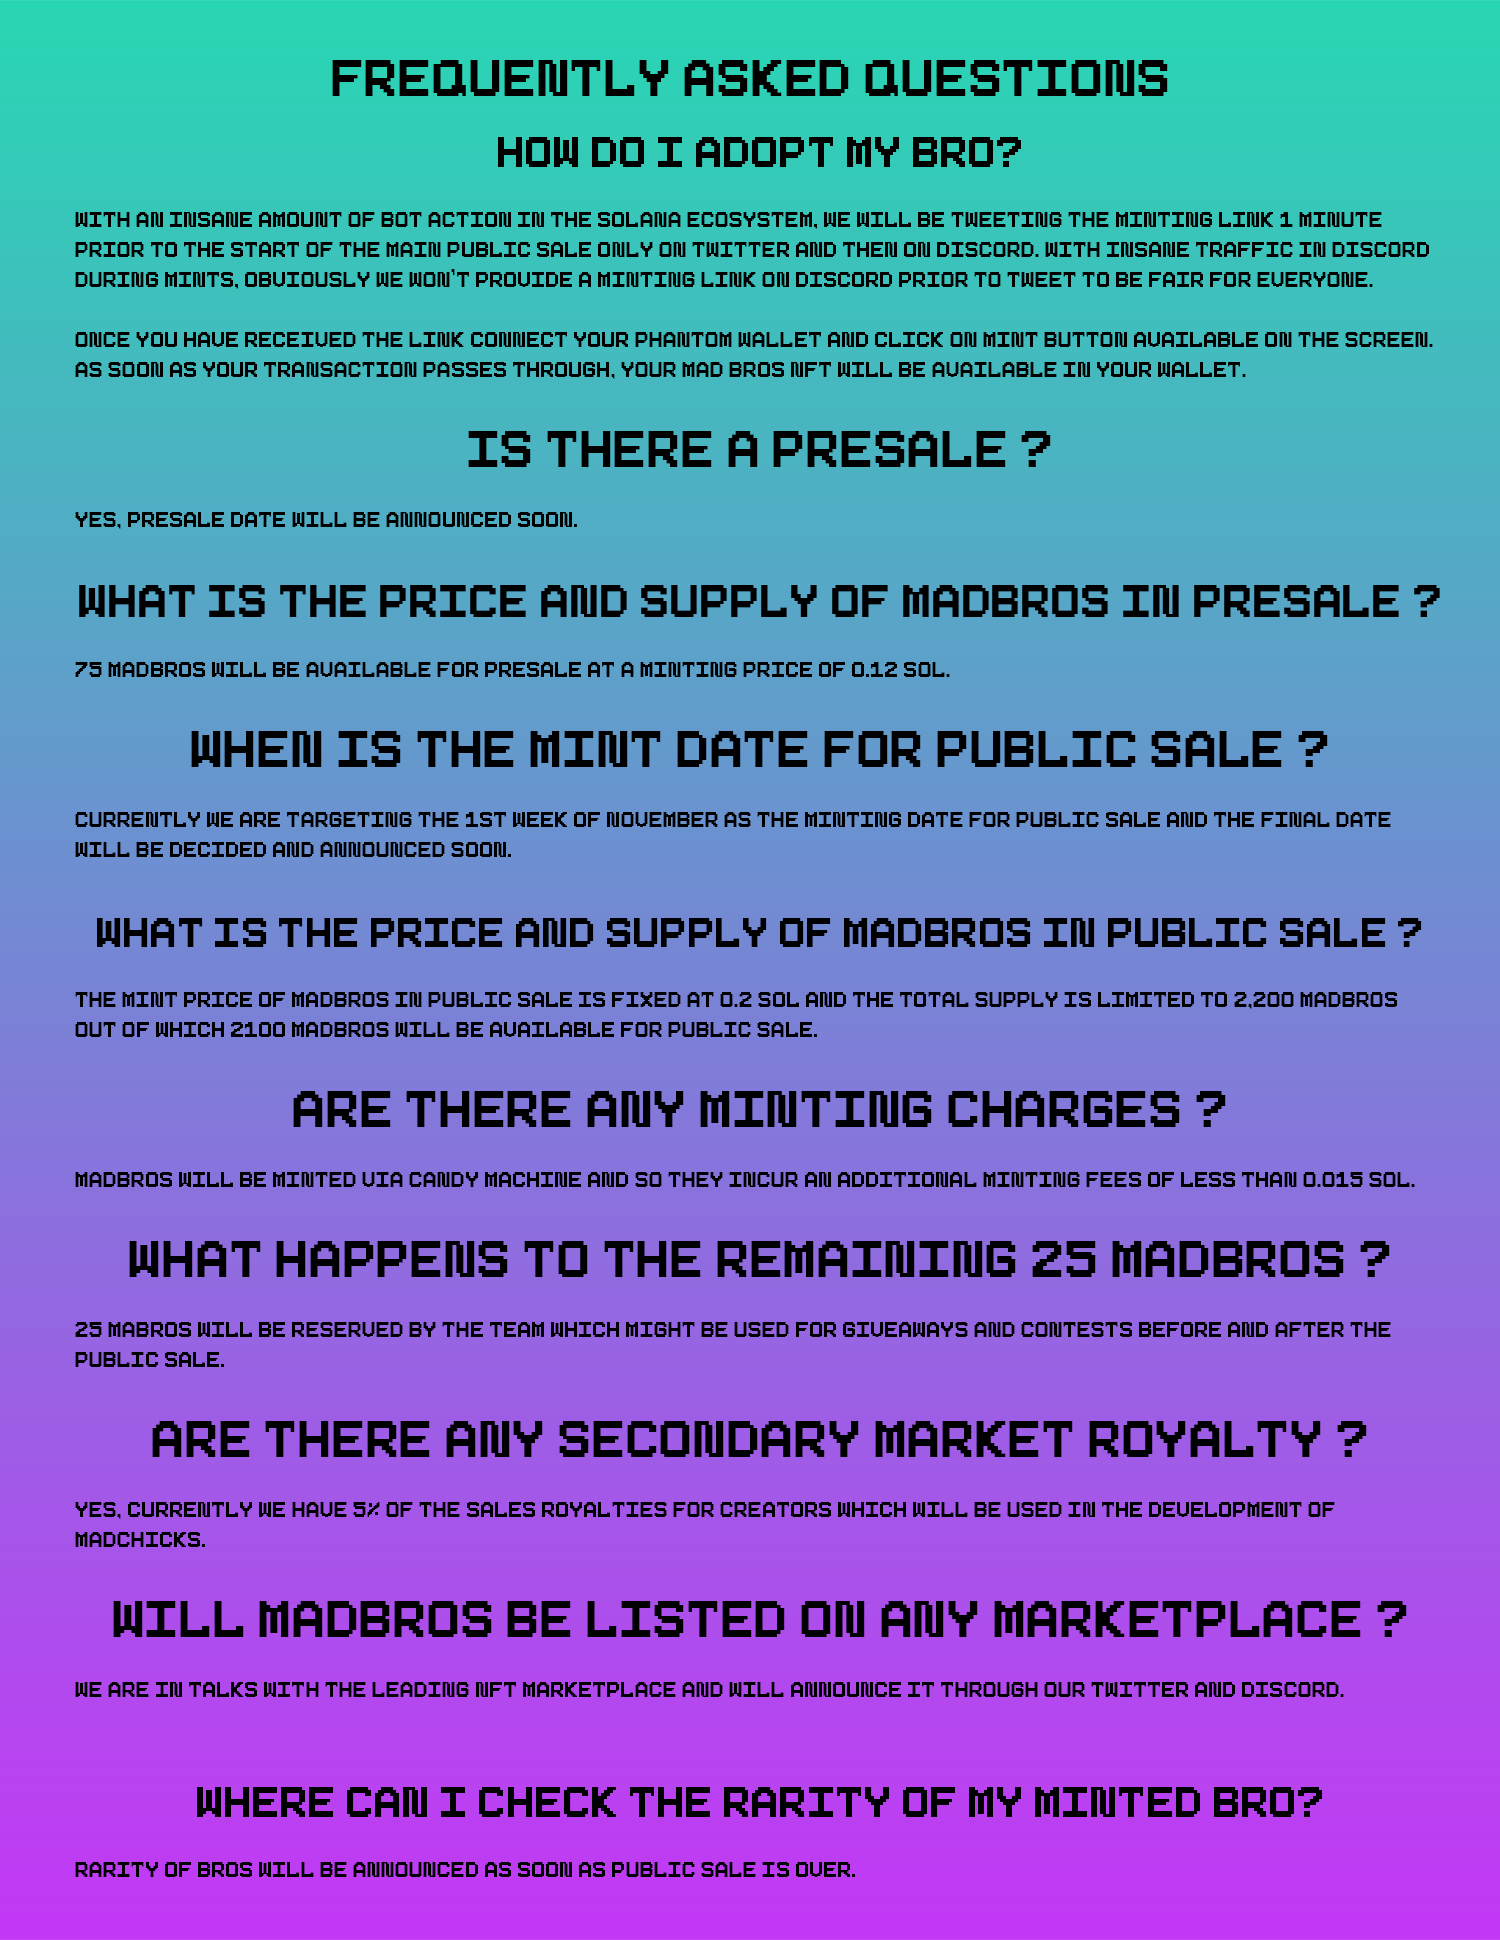 FREQUENTLY ASKED QUESTIONS
HOW DO I ADOPT MY BRO?
WITH AN INSANE AMOUNT OF BOT ACTION IN THE SOLANA ECOSYSTEM, WE WILL BE TWEETING THE MINTING LINK 1 MINUTE
PRIOR TO THE START OF THE MAIN PUBLIC SALE ONLY ON TWITTER AND THEN ON DISCORD. WITH INSANE TRAFFIC IN DISCORD
DURING MINTS, OBVIOUSLY WE WON'T PROVIDE A MINTING LINK ON DISCORD PRIOR TO TWEET TO BE FAIR FOR EVERYONE.
ONCE YOU HAVE RECEIVED THE LINK CONNECT YOUR PHANTOM WALLET AND CLICK ON MINT BUTTON AVAILABLE ON THE SCREEN.
AS SOON AS YOUR TRANSACTION PASSES THROUGH, YOUR MAD BROS NFT WILL BE AVAILABLE IN YOUR WALLET.
IS THERE A PRESALE ?
YES, PRESALE DATE WILL BE ANNOUNCED SOON.
WHAT IS THE PRICE AND SUPPLY OF MADBROS IN PRESALE ?
75 MADBROS WILL BE AVAILABLE FOR PRESALE AT A MINTING PRICE OF 0.12 SOL.
WHEN IS THE MINT DATE FOR PUBLIC SALE ?
CURRENTLY WE ARE TARGETING THE 1ST WEEK OF NOVEMBER AS THE MINTING DATE FOR PUBLIC SALE AND THE FINAL DATE
WILL BE DECIDED AND ANNOUNCED SOON.
WHAT IS THE PRICE AND SUPPLY OF MADBROS IN PUBLIC SALE ?
THE MINT PRICE OF MADBROS IN PUBLIC SALE IS FIXED AT 0.2 SOL AND THE TOTAL SUPPLY IS LIMITED TO 2,200 MADBROS
OUT OF WHICH 2100 MADBROS WILL BE AVAILABLE FOR PUBLIC SALE.
ARE THERE ANY MINTING CHARGES ?
MADBROS WILL BE MINTED VIA CANDY MACHINE AND SO THEY INCUR AN ADDITIONAL MINTING FEES OF LESS THAN 0.015 SOL.
WHAT HAPPENS TO THE REMAINING 25 MADBROS ?
25 MABROS WILL BE RESERVED BY THE TEAM WHICH MIGHT BE USED FOR GIVEAWAYS AND CONTESTS BEFORE AND AFTER THE
PUBLIC SALE.
ARE THERE ANY SECONDARY MARKET ROYALTY ?
YES, CURRENTLY WE HAVE 5% OF THE SALES ROYALTIES FOR CREATORS WHICH WILL BE USED IN THE DEVELOPMENT OF
MADCHICKS.
WILL MADBROS BE LISTED ON ANY MARKETPLACE ?
WE ARE IN TALKS WITH THE LEADING NFT MARKETPLACE AND WILL ANNOUNCE IT THROUGH OUR TWITTER AND DISCORD.
WHERE CAN I CHECK THE RARITY OF MY MINTED BRO?
RARITY OF BROS WILL BE ANNOUNCED AS SOON AS PUBLIC SALE IS OVER.